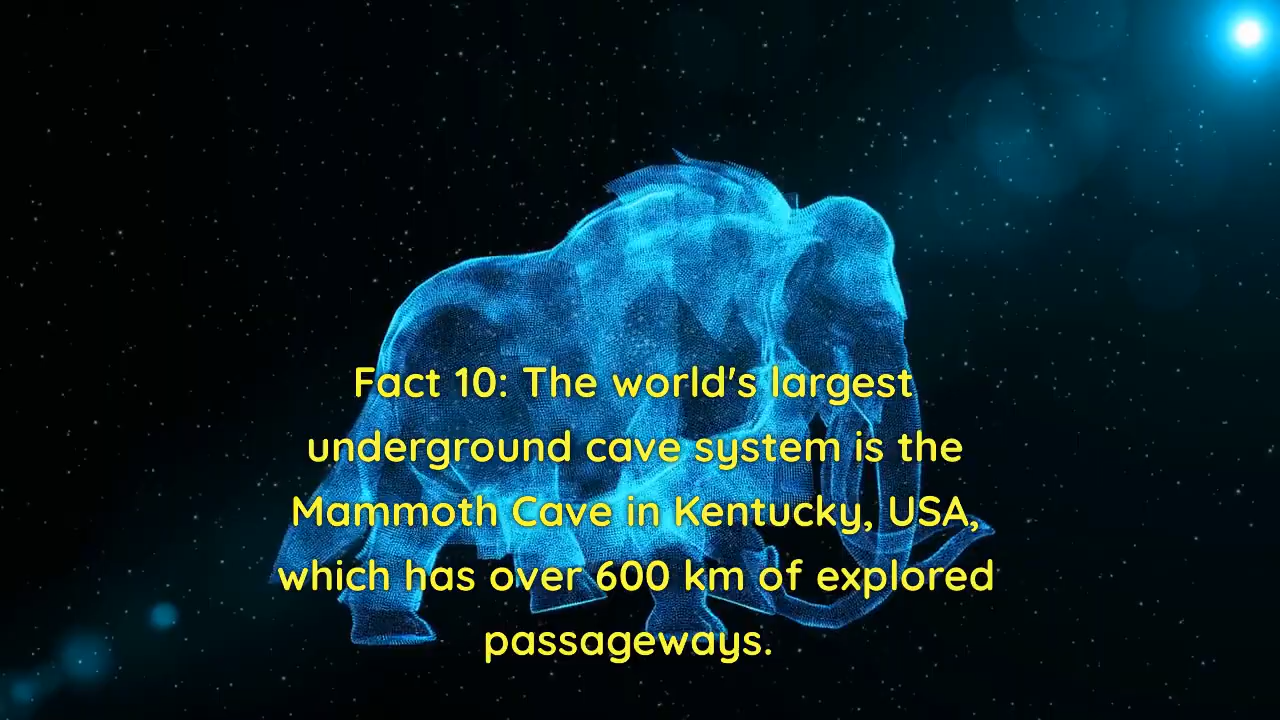 Fact 10: The world's largest
underground cave system is the
Mammoth Cave in Kentucky, USA,
which has over 600 km of explored
passageways.